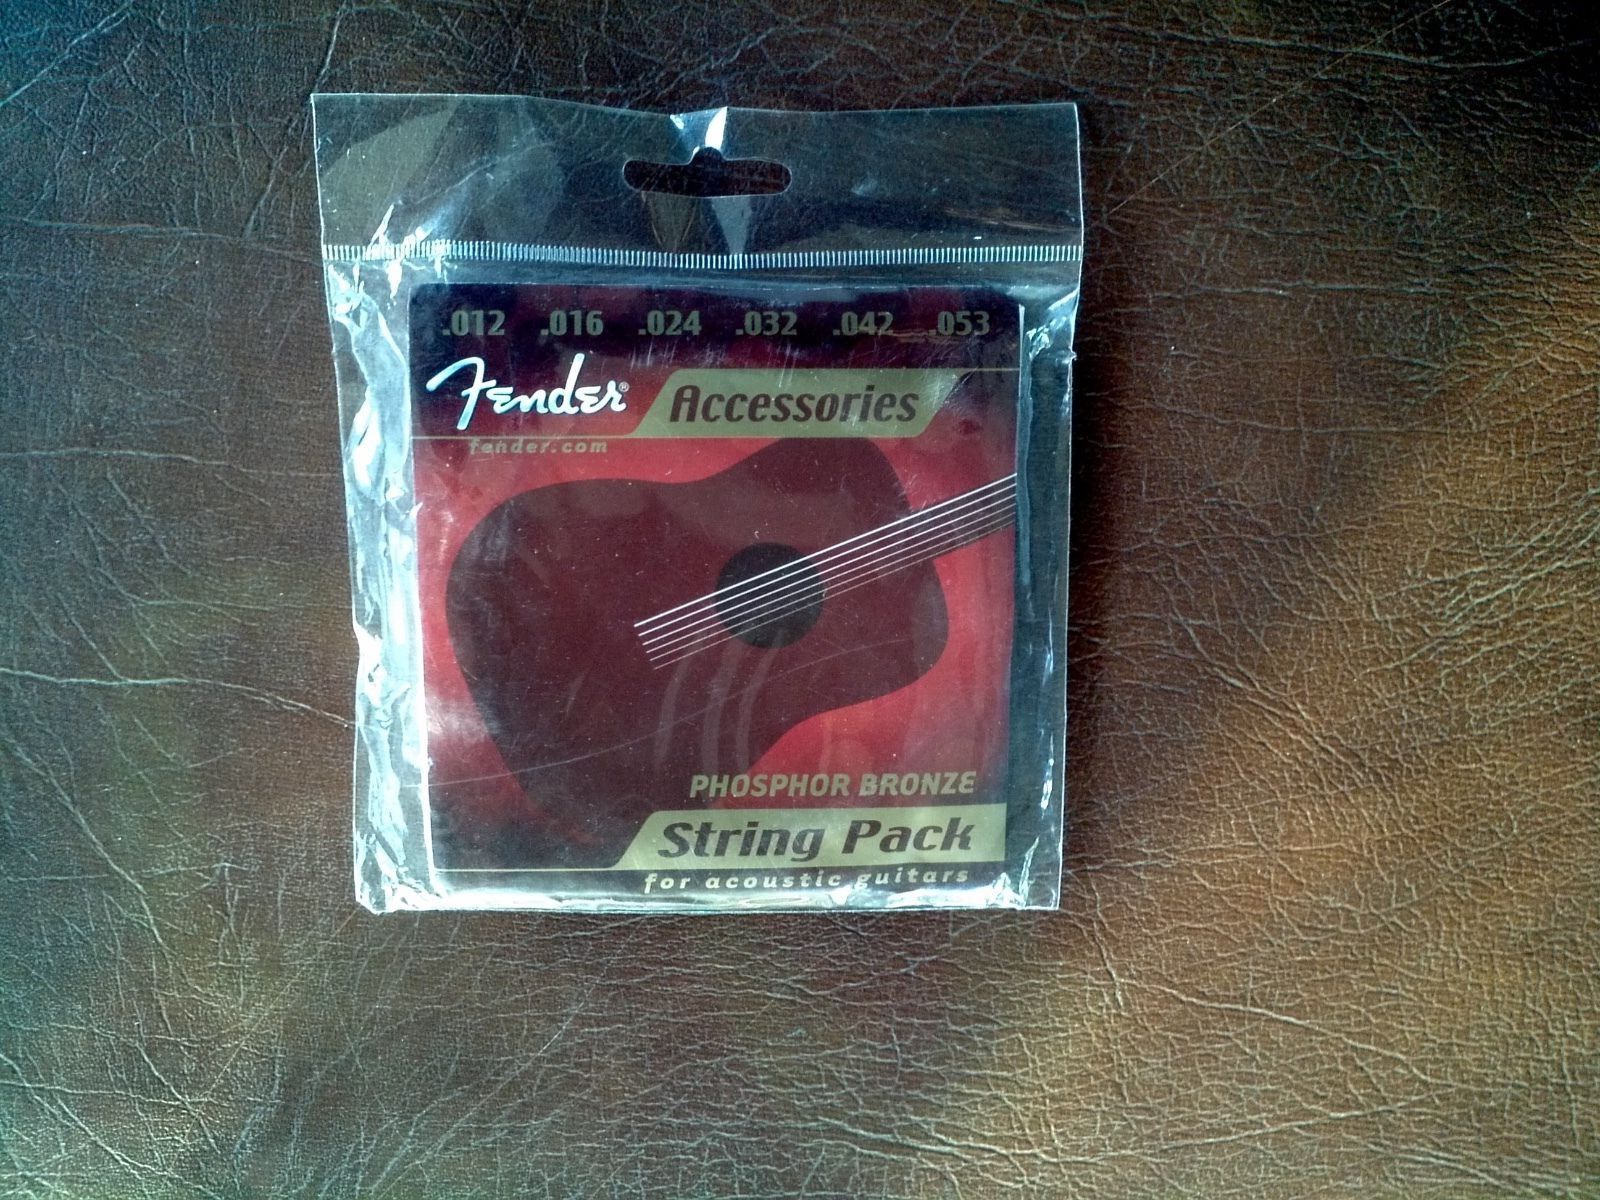 .012 .016 .024 .032 .042 .053
Fender® Accessories
fender.com
PHOSPHOR BRONZE
String Pack
for acoustic guitars